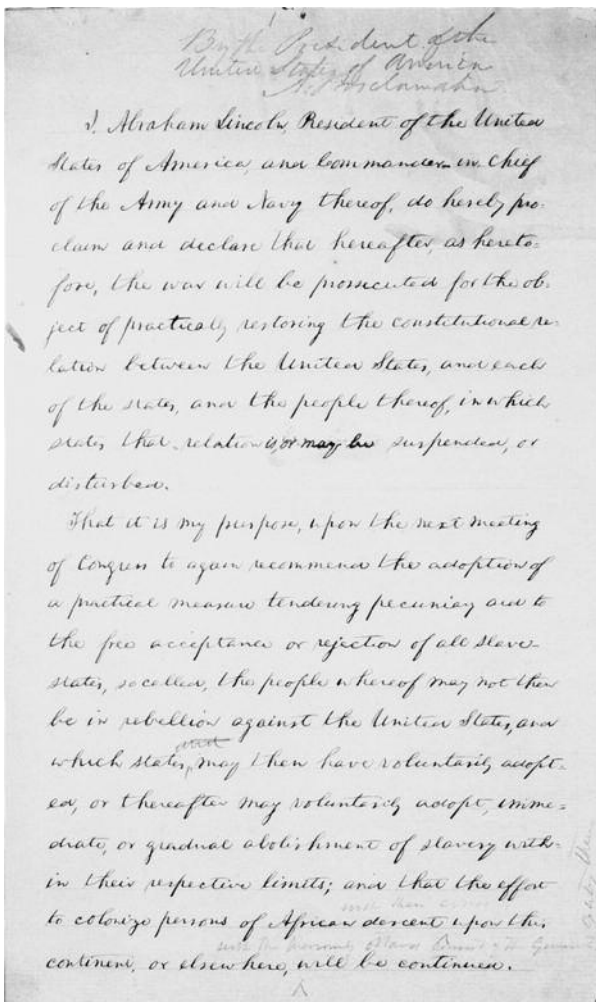 By the President of the
United States of America
A Proclamation
I, Abraham Lincoln, President of the United
States of America, and Commander-in-Chief
of the Army and Navy thereof, do hereby pro-
claim and declare that hereafter, as hereto-
fore, the war will be prossecuted for the ob-
ject of practically restoring the constitutional re-
lation between the United States, and each
of the states, and the people thereof, in which
states that relation is, or may be suspended, or
disturbed.
That it is my purpose, upon the next meeting
of Congress to again recommend the adoption of
a practical measure tendering pecuniary aid to
the free acceptance or rejection of all slave-
states, so called, the people whereof may not then
be in rebellion against the United States, and
which states, may then have voluntarily adopt-
ed, or thereafter may voluntarily adopt, imme-
diate, or gradual abolishment of slavery with-
in their respective limits; and that the effort
to colonize persons of African descent upon this
with their consent
continent, or elsewhere, will be continued.